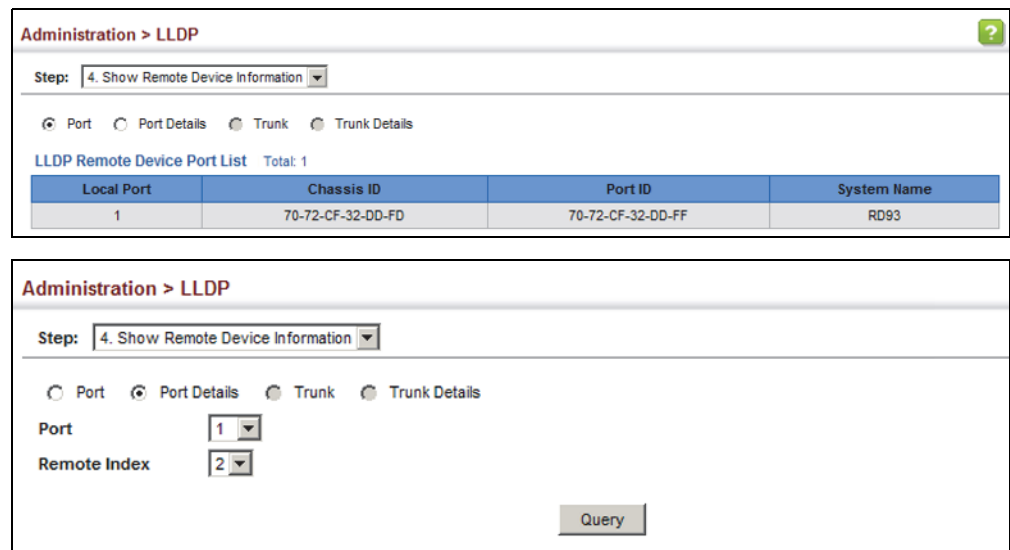 Administration > LLDP ?
Step: 4. Show Remote Device Information
Port Port Details Trunk Trunk Details
LLDP Remote Device Port List Total: 1
Local Port Chassis ID Port ID System Name
1 70-72-CF-32-DD-FD 70-72-CF-32-DD-FF RD93
Administration > LLDP
Step: 4. Show Remote Device Information
Port Port Details Trunk Trunk Details
Port 1
Remote Index 2
Query